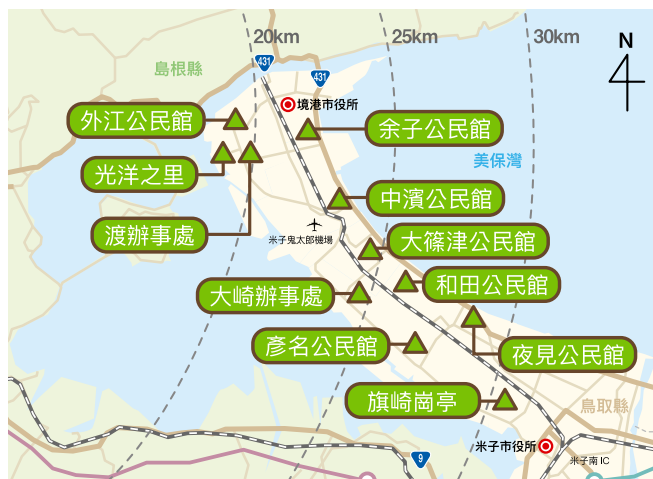 20km
25km
30km
N
431
431
島根縣
境港市役所
外江公民館
余子公民館
光洋之里
美保灣
中濱公民館
渡辦事處
米子鬼太郎機場
大篠津公民館
和田公民館
大崎辦事處
彥名公民館
夜見公民館
旗崎崗亭
鳥取縣
米子市役所
9
米子南IC